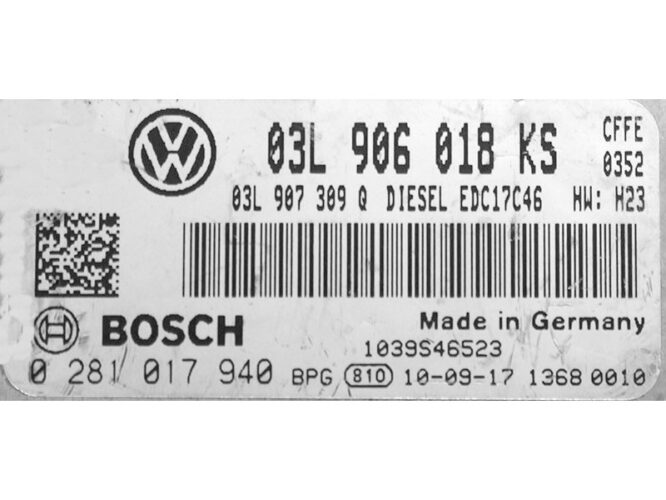 03L 906 018 KS CFFE
0352
03L 907 309 Q DIESEL EDC17C46 HW: H23
BOSCH Made in Germany
1039S46523
0 281 017 940 BPG 810 10-09-17 1368 0010